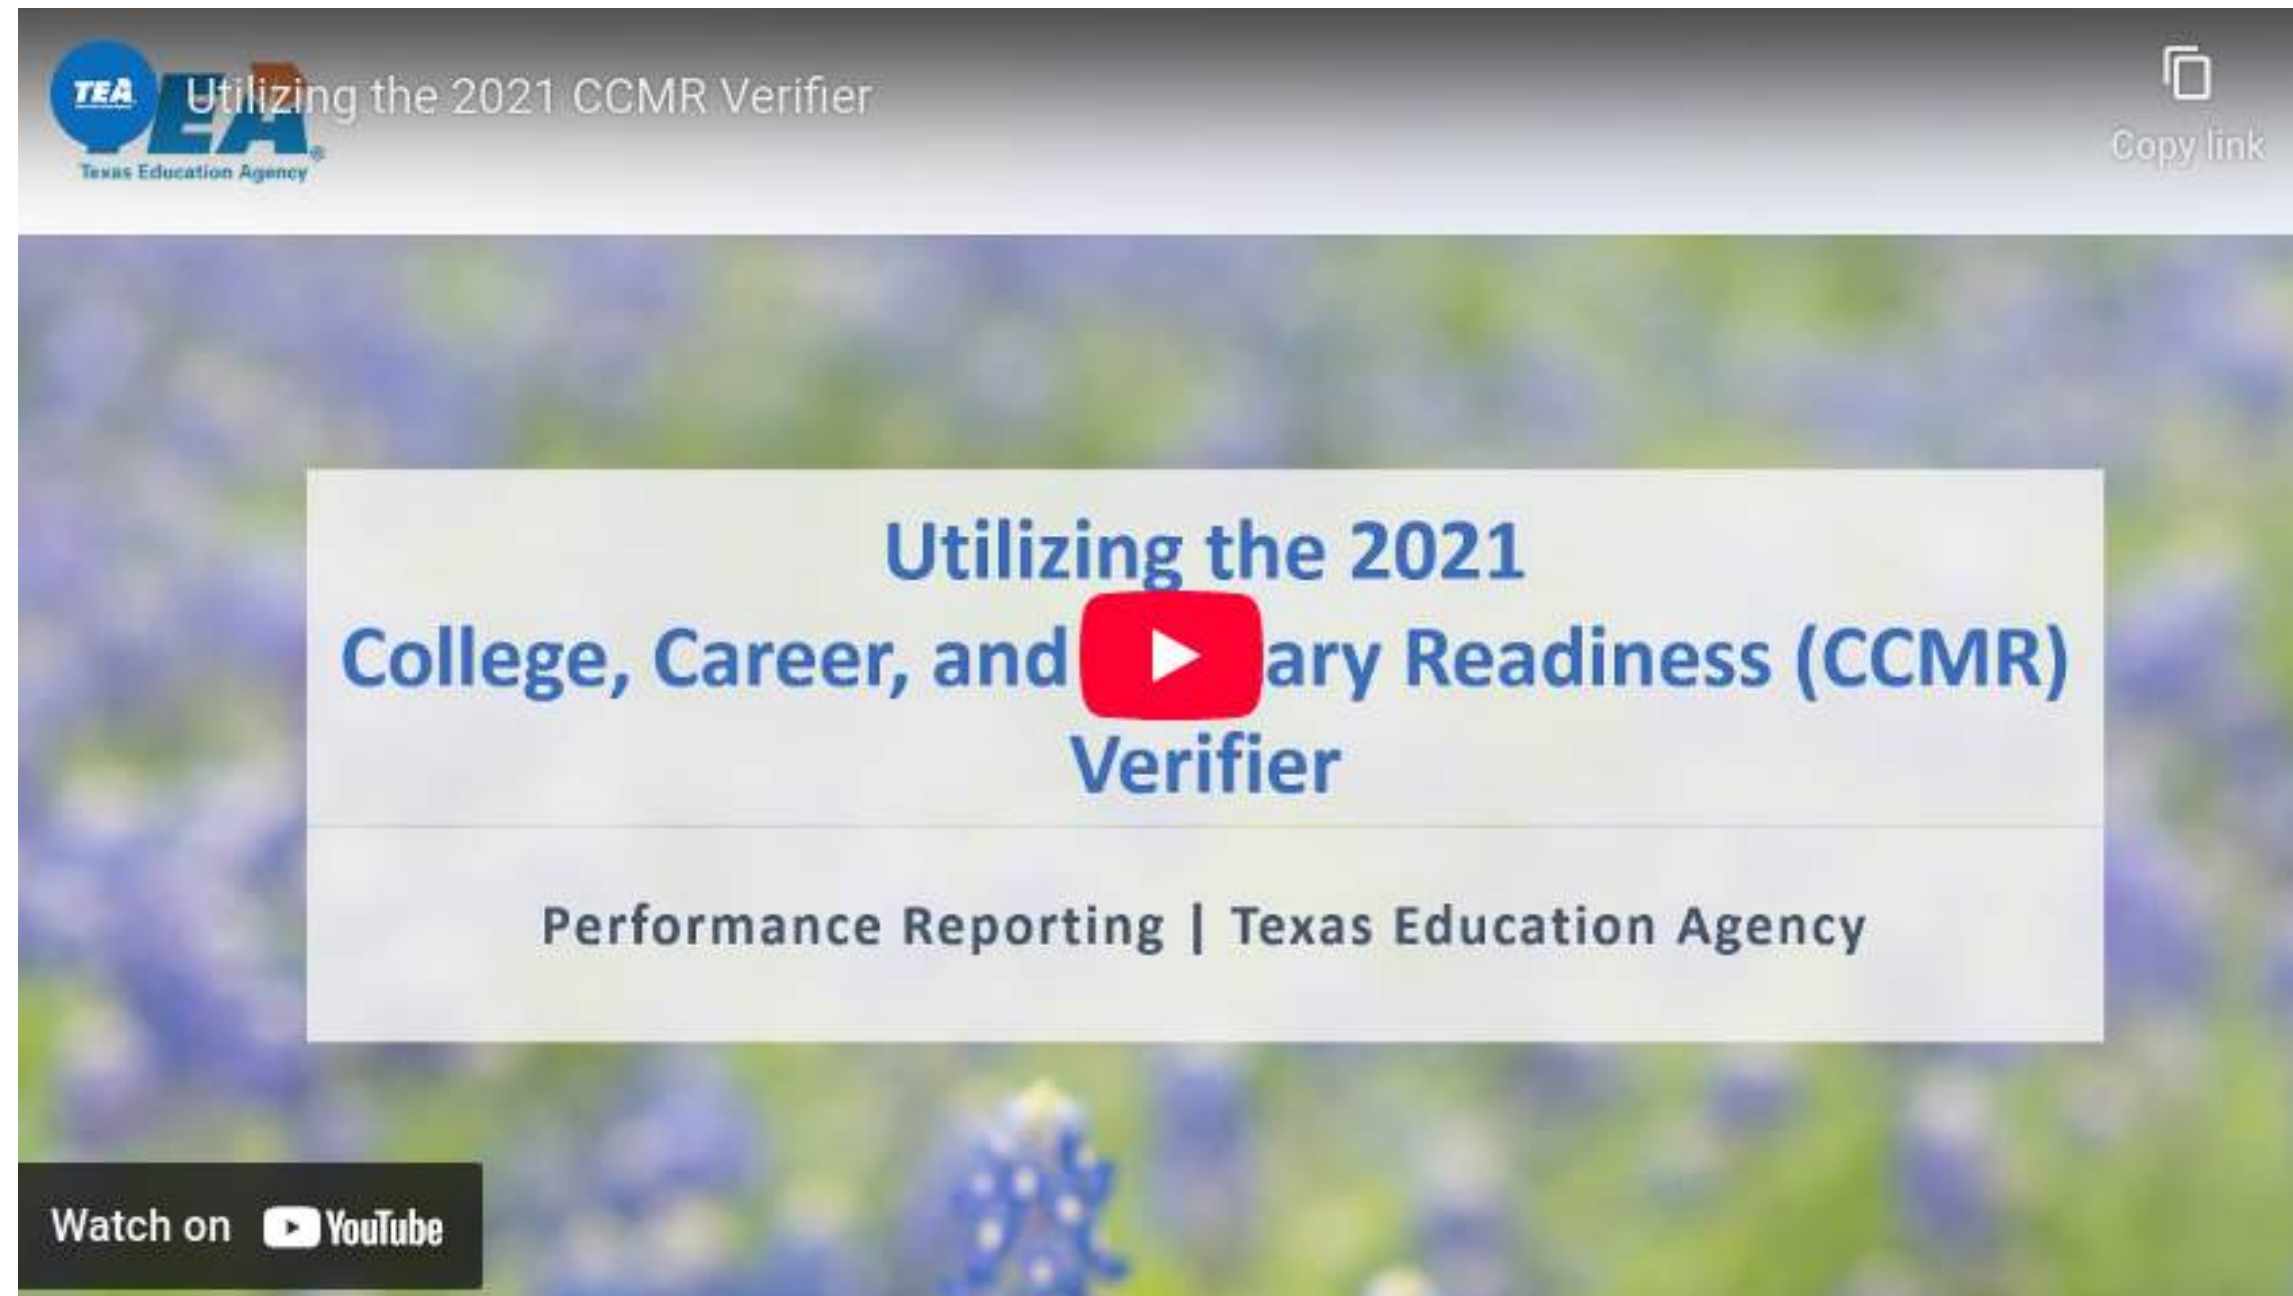 TEA
Utilizing the 2021 CCMR Verifier
Texas Education Agency
Copy link
Utilizing the 2021
College, Career, and ary Readiness (CCMR)
Verifier
Performance Reporting | Texas Education Agency
Watch on YouTube